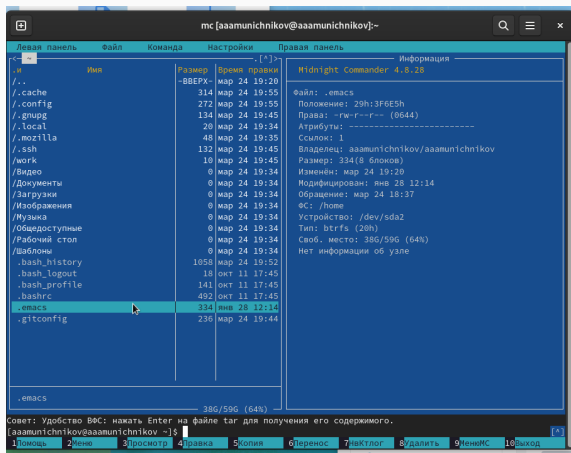 mc [aaamunichnikov@aaamunichnikov]:~
Левая панель Файл Команда Настройки Правая панель
<- ~ .[^]>
.и Имя Размер Время правки
/.. -ВВЕРХ- мар 24 19:20
/.cache 314 мар 24 19:55
/.config 272 мар 24 19:55
/.gnupg 134 мар 24 19:45
/.local 20 мар 24 19:34
/.mozilla 48 мар 24 19:35
/.ssh 132 мар 24 19:45
/work 10 мар 24 19:45
/Видео 0 мар 24 19:34
/Документы 0 мар 24 19:34
/Загрузки 0 мар 24 19:34
/Изображения 0 мар 24 19:34
/Музыка 0 мар 24 19:34
/Общедоступные 0 мар 24 19:34
/Рабочий стол 0 мар 24 19:34
/Шаблоны 0 мар 24 19:34
.bash_history 1058 мар 24 19:52
.bash_logout 18 окт 11 17:45
.bash_profile 141 окт 11 17:45
.bashrc 492 окт 11 17:45
.emacs 334 янв 28 12:14
.gitconfig 236 мар 24 19:44
.emacs
38G/59G (64%)
Информация
Midnight Commander 4.8.28
Файл: .emacs
Положение: 29h:3F6E5h
Права: -rw-r--r-- (0644)
Атрибуты: ------------------------
Ссылок: 1
Владелец: aaamunichnikov/aaamunichnikov
Размер: 334(8 блоков)
Изменён: мар 24 19:20
Модифицирован: янв 28 12:14
Обращение: мар 24 18:37
ФС: /home
Устройство: /dev/sda2
Тип: btrfs (20h)
Своб. место: 38G/59G (64%)
Нет информации об узле
Совет: Удобство ВФС: нажать Enter на файле tar для получения его содержимого.
[aaamunichnikov@aaamunichnikov ~]$ [^]
1Помощь 2Меню 3Просмотр 4Правка 5Копия 6Перенос 7НвКтлог 8Удалить 9МенюМС 10Выход